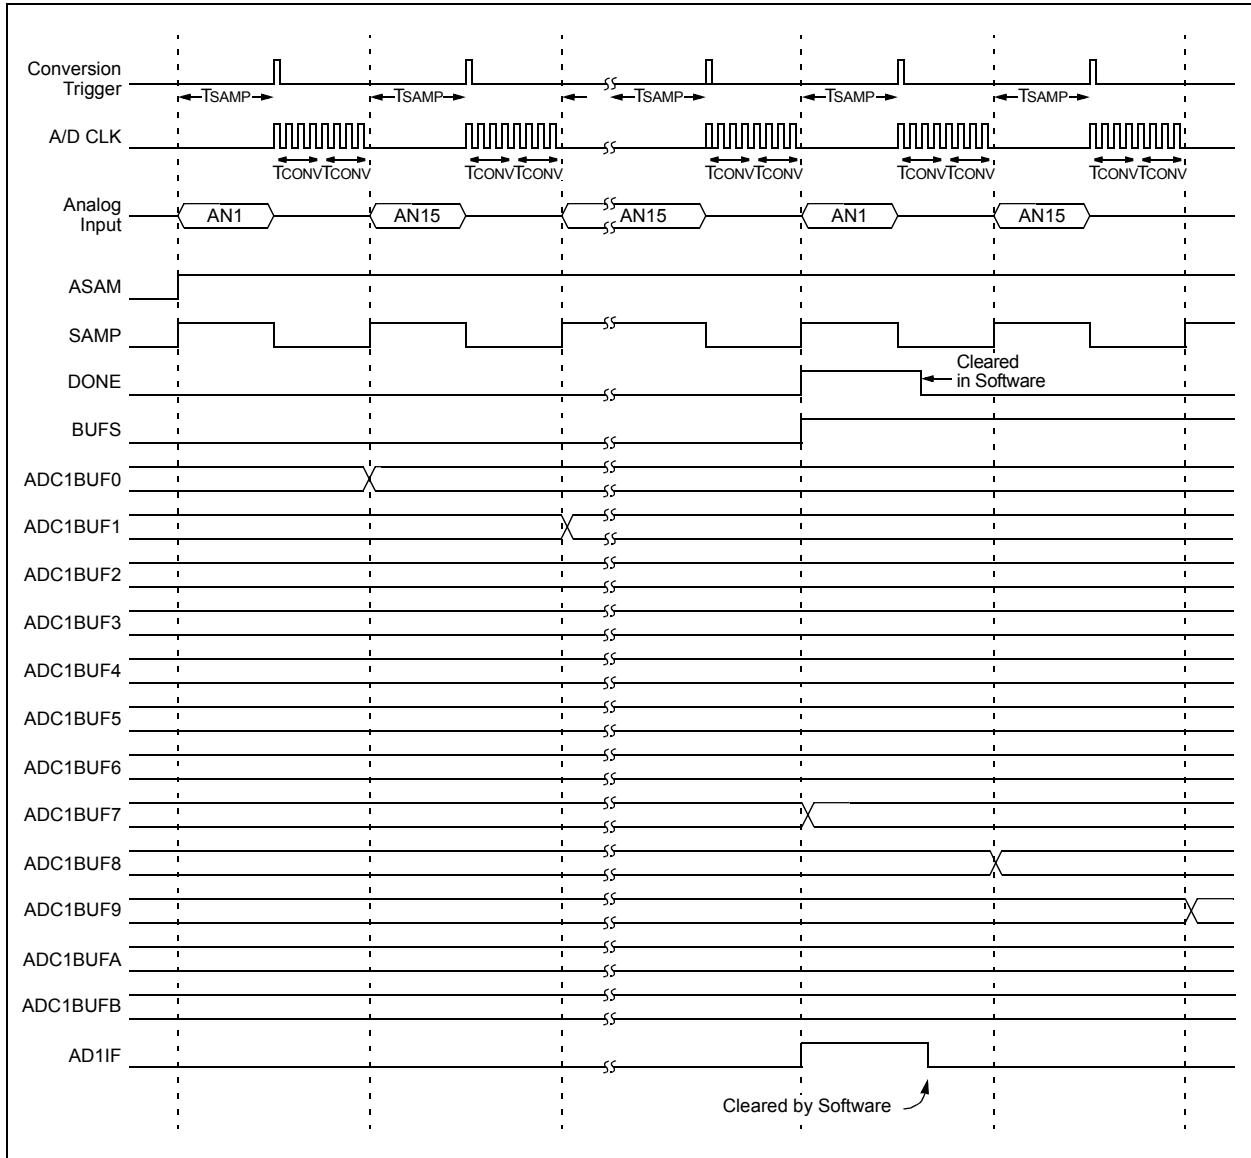 Conversion
Trigger
TSAMP TSAMP TSAMP TSAMP TSAMP
A/D CLK
TCONV TCONV TCONV TCONV TCONV TCONV TCONV TCONV TCONV TCONV
Analog
Input
AN1 AN15 AN15 AN1 AN15
ASAM
SAMP
DONE
Cleared
in Software
BUFS
ADC1BUF0
ADC1BUF1
ADC1BUF2
ADC1BUF3
ADC1BUF4
ADC1BUF5
ADC1BUF6
ADC1BUF7
ADC1BUF8
ADC1BUF9
ADC1BUFA
ADC1BUFB
AD1IF
Cleared by Software